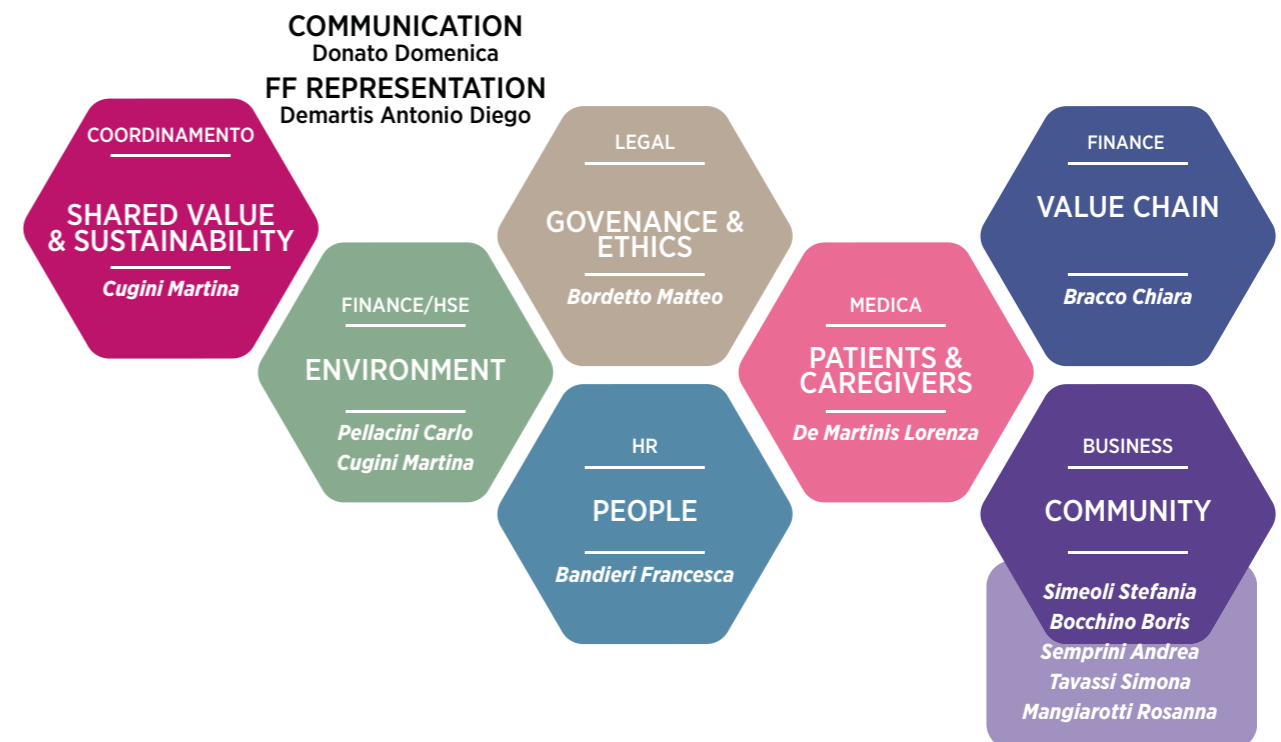 COMMUNICATION
Donato Domenica
FF REPRESENTATION
Demartis Antonio Diego
COORDINAMENTO
SHARED VALUE
& SUSTAINABILITY
Cugini Martina
FINANCE/HSE
ENVIRONMENT
Pellacini Carlo
Cugini Martina
LEGAL
GOVENANCE &
ETHICS
Bordetto Matteo
HR
PEOPLE
Bandieri Francesca
MEDICA
PATIENTS &
CAREGIVERS
De Martinis Lorenza
FINANCE
VALUE CHAIN
Bracco Chiara
BUSINESS
COMMUNITY
Simeoli Stefania
Bocchino Boris
Semprini Andrea
Tavassi Simona
Mangiarotti Rosanna